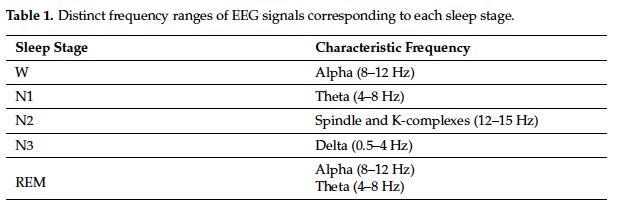 Table 1. Distinct frequency ranges of EEG signals corresponding to each sleep stage.
Sleep Stage Characteristic Frequency
W Alpha (8–12 Hz)
N1 Theta (4–8 Hz)
N2 Spindle and K-complexes (12–15 Hz)
N3 Delta (0.5–4 Hz)
REM Alpha (8–12 Hz)
Theta (4–8 Hz)